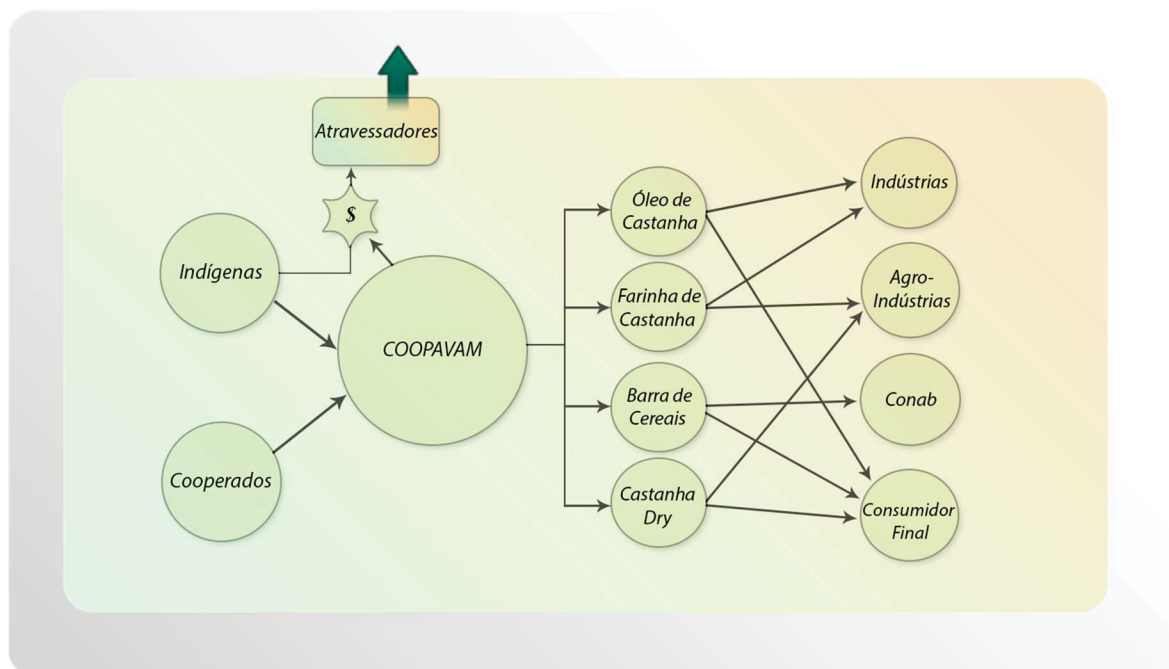 Atravessadores
$
Indígenas
COOPAVAM
Cooperados
Óleo de
Castanha
Farinha de
Castanha
Barra de
Cereais
Castanha
Dry
Indústrias
Agro-
Indústrias
Conab
Consumidor
Final